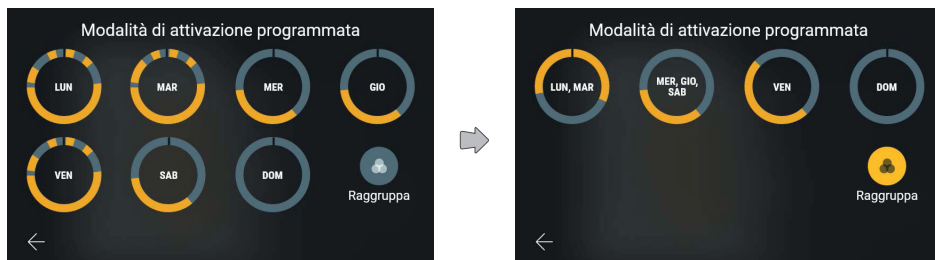 Modalità di attivazione programmata
LUN
MAR
MER
GIO
VEN
SAB
DOM
Raggruppa
Modalità di attivazione programmata
LUN, MAR
MER, GIO,
SAB
VEN
DOM
Raggruppa